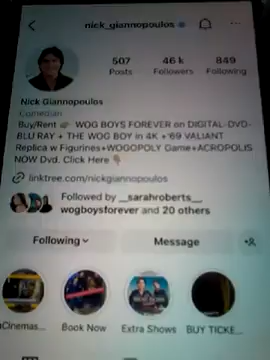 nick_giannopoulos
507
46 k
849
Posts
Followers
Following
Nick Giannopoulos
Comedian
Buy/Rent 👉 WOG BOYS FOREVER on DIGITAL-DVD-
BLU RAY + THE WOG BOY in 4K +'69 VALIANT
Replica w Figurines+WOGOPOLY Game+ACROPOLIS
NOW Dvd. Click Here 👇
linktree.com/nickgiannopoulos
Followed by __sarahroberts__,
wogboysforever and 20 others
Following
Message
Cinemas...
Book Now
Extra Shows
BUY TICKE...